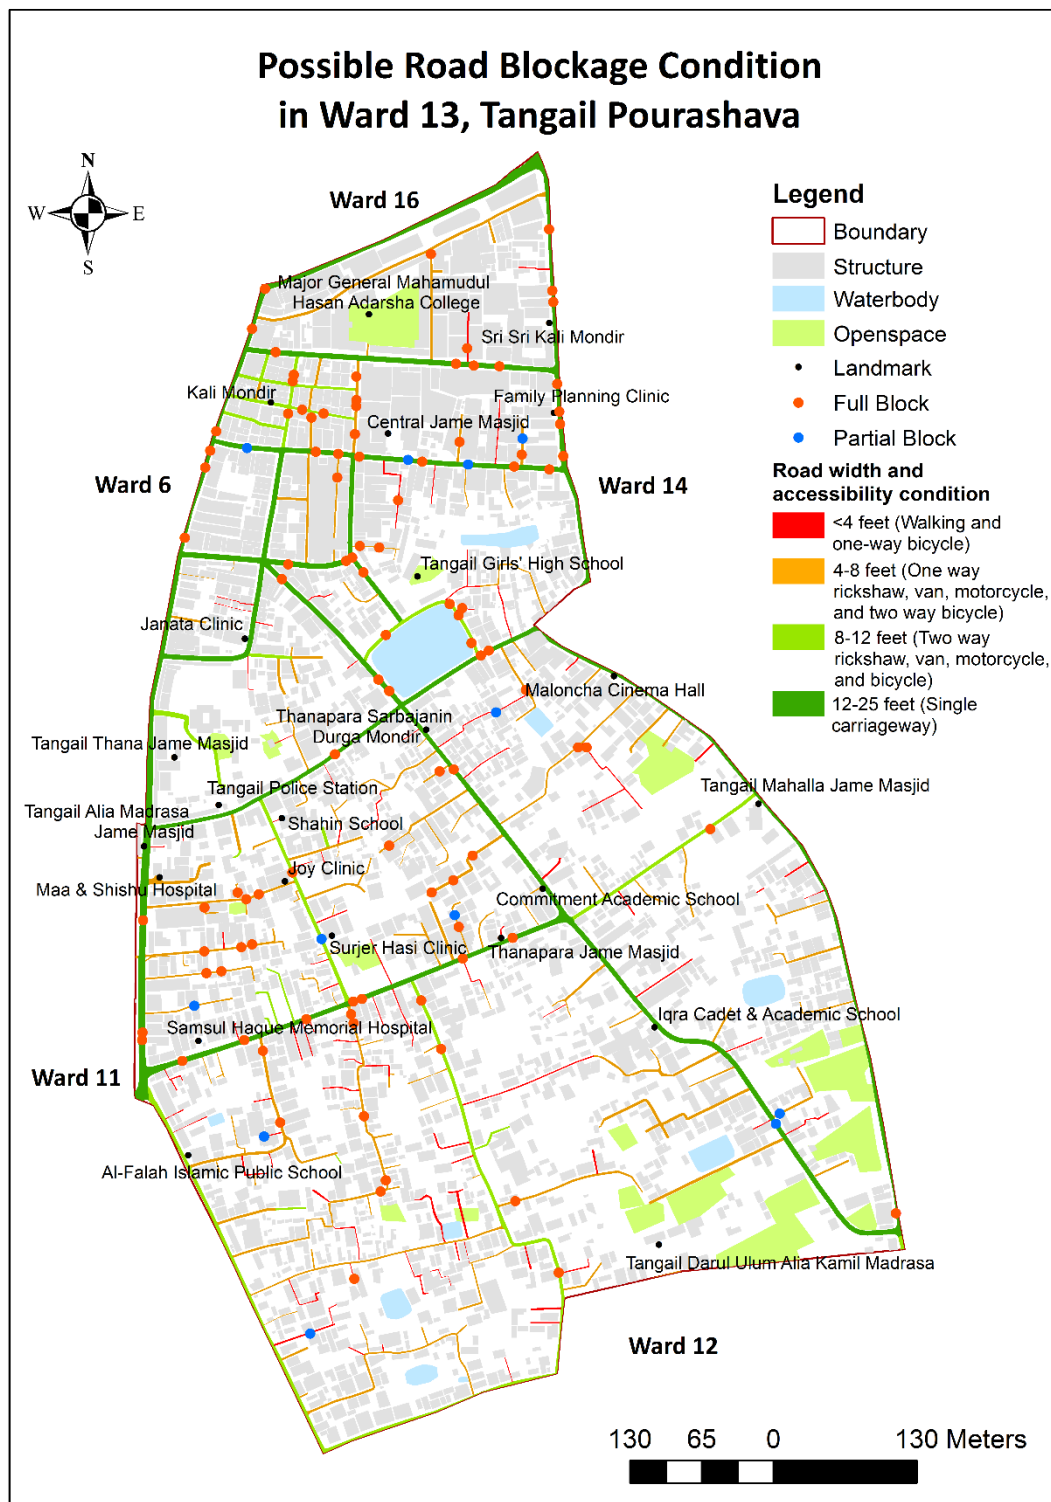 Possible Road Blockage Condition
in Ward 13, Tangail Pourashava
N
W
E
S
Ward 16
Legend
Boundary
Structure
Waterbody
Openspace
Landmark
Full Block
Partial Block
Road width and
accessibility condition
<4 feet (Walking and
one-way bicycle)
4-8 feet (One way
rickshaw, van, motorcycle,
and two way bicycle)
8-12 feet (Two way
rickshaw, van, motorcycle,
and bicycle)
12-25 feet (Single
carriageway)
Major General Mahamudul
Hasan Adarsha College
Sri Sri Kali Mondir
Kali Mondir
Family Planning Clinic
Central Jame Masjid
Ward 6
Ward 14
Tangail Girls' High School
Janata Clinic
Maloncha Cinema Hall
Thanapara Sarbajanin
Durga Mondir
Tangail Thana Jame Masjid
Tangail Police Station
Tangail Mahalla Jame Masjid
Tangail Alia Madrasa
Jame Masjid
Shahin School
Joy Clinic
Maa & Shishu Hospital
Commitment Academic School
Surjer Hasi Clinic
Thanapara Jame Masjid
Iqra Cadet & Academic School
Samsul Haque Memorial Hospital
Ward 11
Al-Falah Islamic Public School
Tangail Darul Ulum Alia Kamil Madrasa
Ward 12
130 65 0 130 Meters